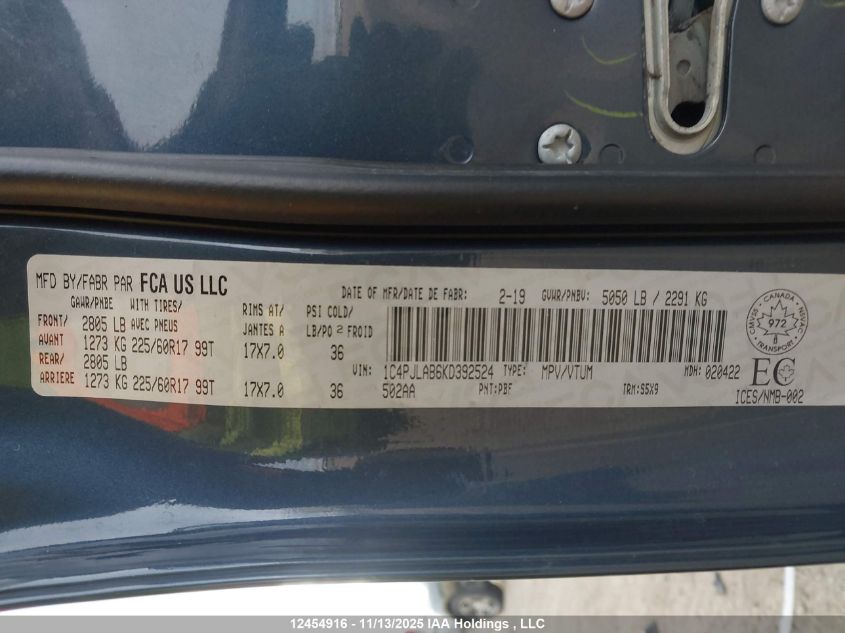 MFD BY/FABR PAR FCA US LLC
DATE OF MFR/DATE DE FABR: 2-19 GVWR/PNBV: 5050 LB / 2291 KG
GAWR/PNBE WITH TIRES/ RIMS AT/ PSI COLD/
FRONT/ 2805 LB AVEC PNEUS JANTES A LB/PO 2 FROID
AVANT 1273 KG 225/60R17 99T 17X7.0 36
REAR/ 2805 LB
ARRIERE 1273 KG 225/60R17 99T 17X7.0 36
VIN: 1C4PJLAB6KD392524 TYPE: MPV/VTUM MDH: 020422
502AA PNT:PBF TRM:S5X9
CMVSS CANADA NSVAC
972
TRANSPORT
EC
ICES/NMB-002
12454916 - 11/13/2025 IAA Holdings , LLC